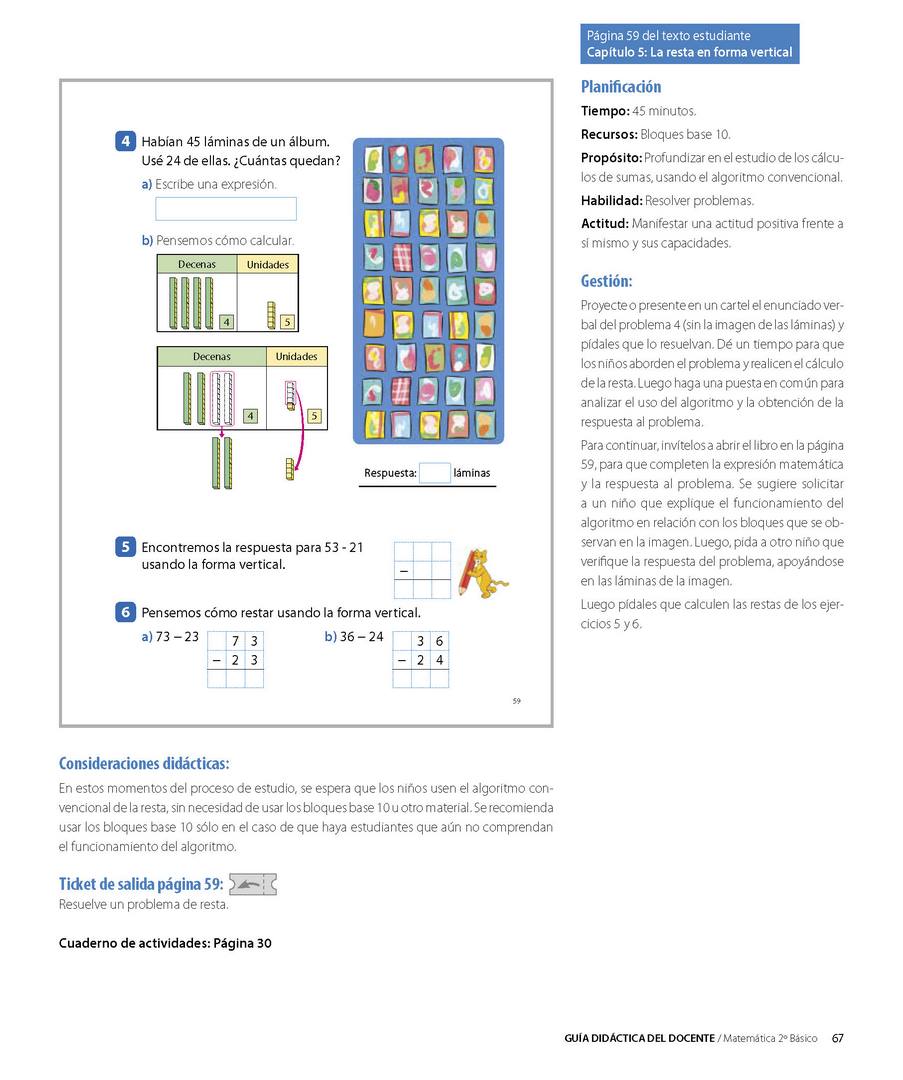 Página 59 del texto estudiante
Capítulo 5: La resta en forma vertical
4 Habían 45 láminas de un álbum.
Usé 24 de ellas. ¿Cuántas quedan?
a) Escribe una expresión.
b) Pensemos cómo calcular.
Decenas Unidades
4 5
Decenas Unidades
4 5
Respuesta: láminas
5 Encontremos la respuesta para 53 - 21
usando la forma vertical.
−
6 Pensemos cómo restar usando la forma vertical.
a) 73 − 23
7 3
− 2 3
b) 36 − 24
3 6
− 2 4
59
Planificación
Tiempo: 45 minutos.
Recursos: Bloques base 10.
Propósito: Profundizar en el estudio de los cálcu-
los de sumas, usando el algoritmo convencional.
Habilidad: Resolver problemas.
Actitud: Manifestar una actitud positiva frente a
sí mismo y sus capacidades.
Gestión:
Proyecte o presente en un cartel el enunciado ver-
bal del problema 4 (sin la imagen de las láminas) y
pídales que lo resuelvan. Dé un tiempo para que
los niños aborden el problema y realicen el cálculo
de la resta. Luego haga una puesta en común para
analizar el uso del algoritmo y la obtención de la
respuesta al problema.
Para continuar, invítelos a abrir el libro en la página
59, para que completen la expresión matemática
y la respuesta al problema. Se sugiere solicitar
a un niño que explique el funcionamiento del
algoritmo en relación con los bloques que se ob-
servan en la imagen. Luego, pida a otro niño que
verifique la respuesta del problema, apoyándose
en las láminas de la imagen.
Luego pídales que calculen las restas de los ejer-
cicios 5 y 6.
Consideraciones didácticas:
En estos momentos del proceso de estudio, se espera que los niños usen el algoritmo con-
vencional de la resta, sin necesidad de usar los bloques base 10 u otro material. Se recomienda
usar los bloques base 10 sólo en el caso de que haya estudiantes que aún no comprendan
el funcionamiento del algoritmo.
Ticket de salida página 59:
Resuelve un problema de resta.
Cuaderno de actividades: Página 30
GUÍA DIDÁCTICA DEL DOCENTE / Matemática 2º Básico 67